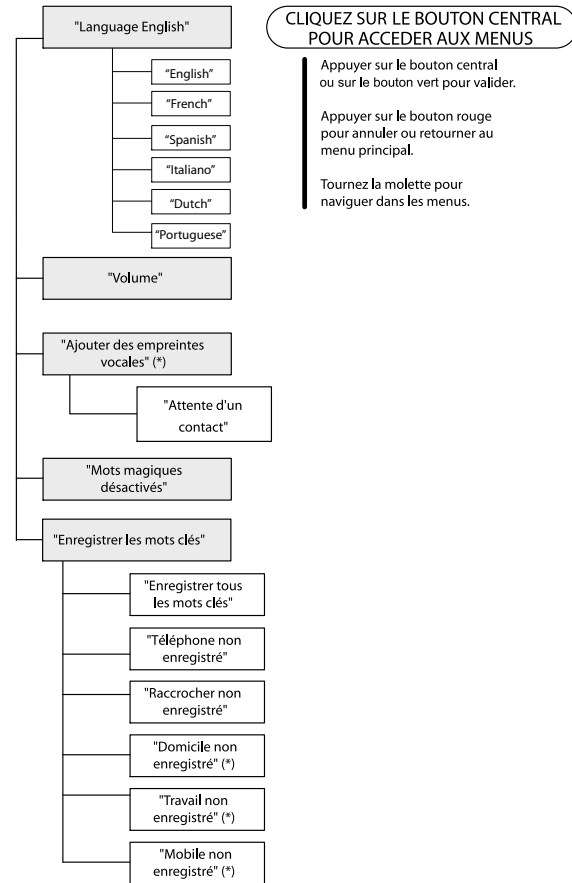 "Language English"
“English”
“French”
“Spanish”
“Italiano”
“Dutch”
“Portuguese”
"Volume"
"Ajouter des empreintes
vocales" (*)
"Attente d'un
contact"
"Mots magiques
désactivés"
"Enregistrer les mots clés"
"Enregistrer tous
les mots clés"
"Téléphone non
enregistré"
"Raccrocher non
enregistré"
"Domicile non
enregistré" (*)
"Travail non
enregistré" (*)
"Mobile non
enregistré" (*)
CLIQUEZ SUR LE BOUTON CENTRAL
POUR ACCEDER AUX MENUS
Appuyer sur le bouton central
ou sur le bouton vert pour valider.
Appuyer sur le bouton rouge
pour annuler ou retourner au
menu principal.
Tournez la molette pour
naviguer dans les menus.